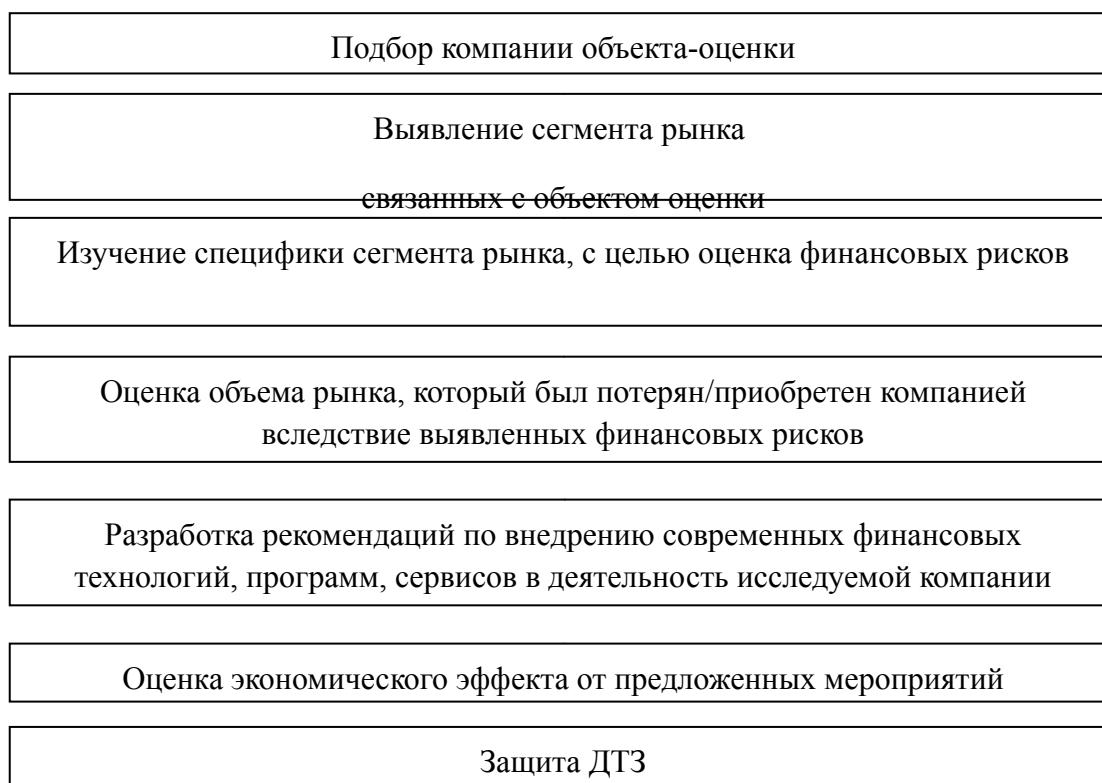 Подбор компании объекта-оценки
Выявление сегмента рынка
связанных с объектом оценки
Изучение специфики сегмента рынка, с целью оценка финансовых рисков
Оценка объема рынка, который был потерян/приобретен компанией
вследствие выявленных финансовых рисков
Разработка рекомендаций по внедрению современных финансовых
технологий, программ, сервисов в деятельность исследуемой компании
Оценка экономического эффекта от предложенных мероприятий
Защита ДТЗ